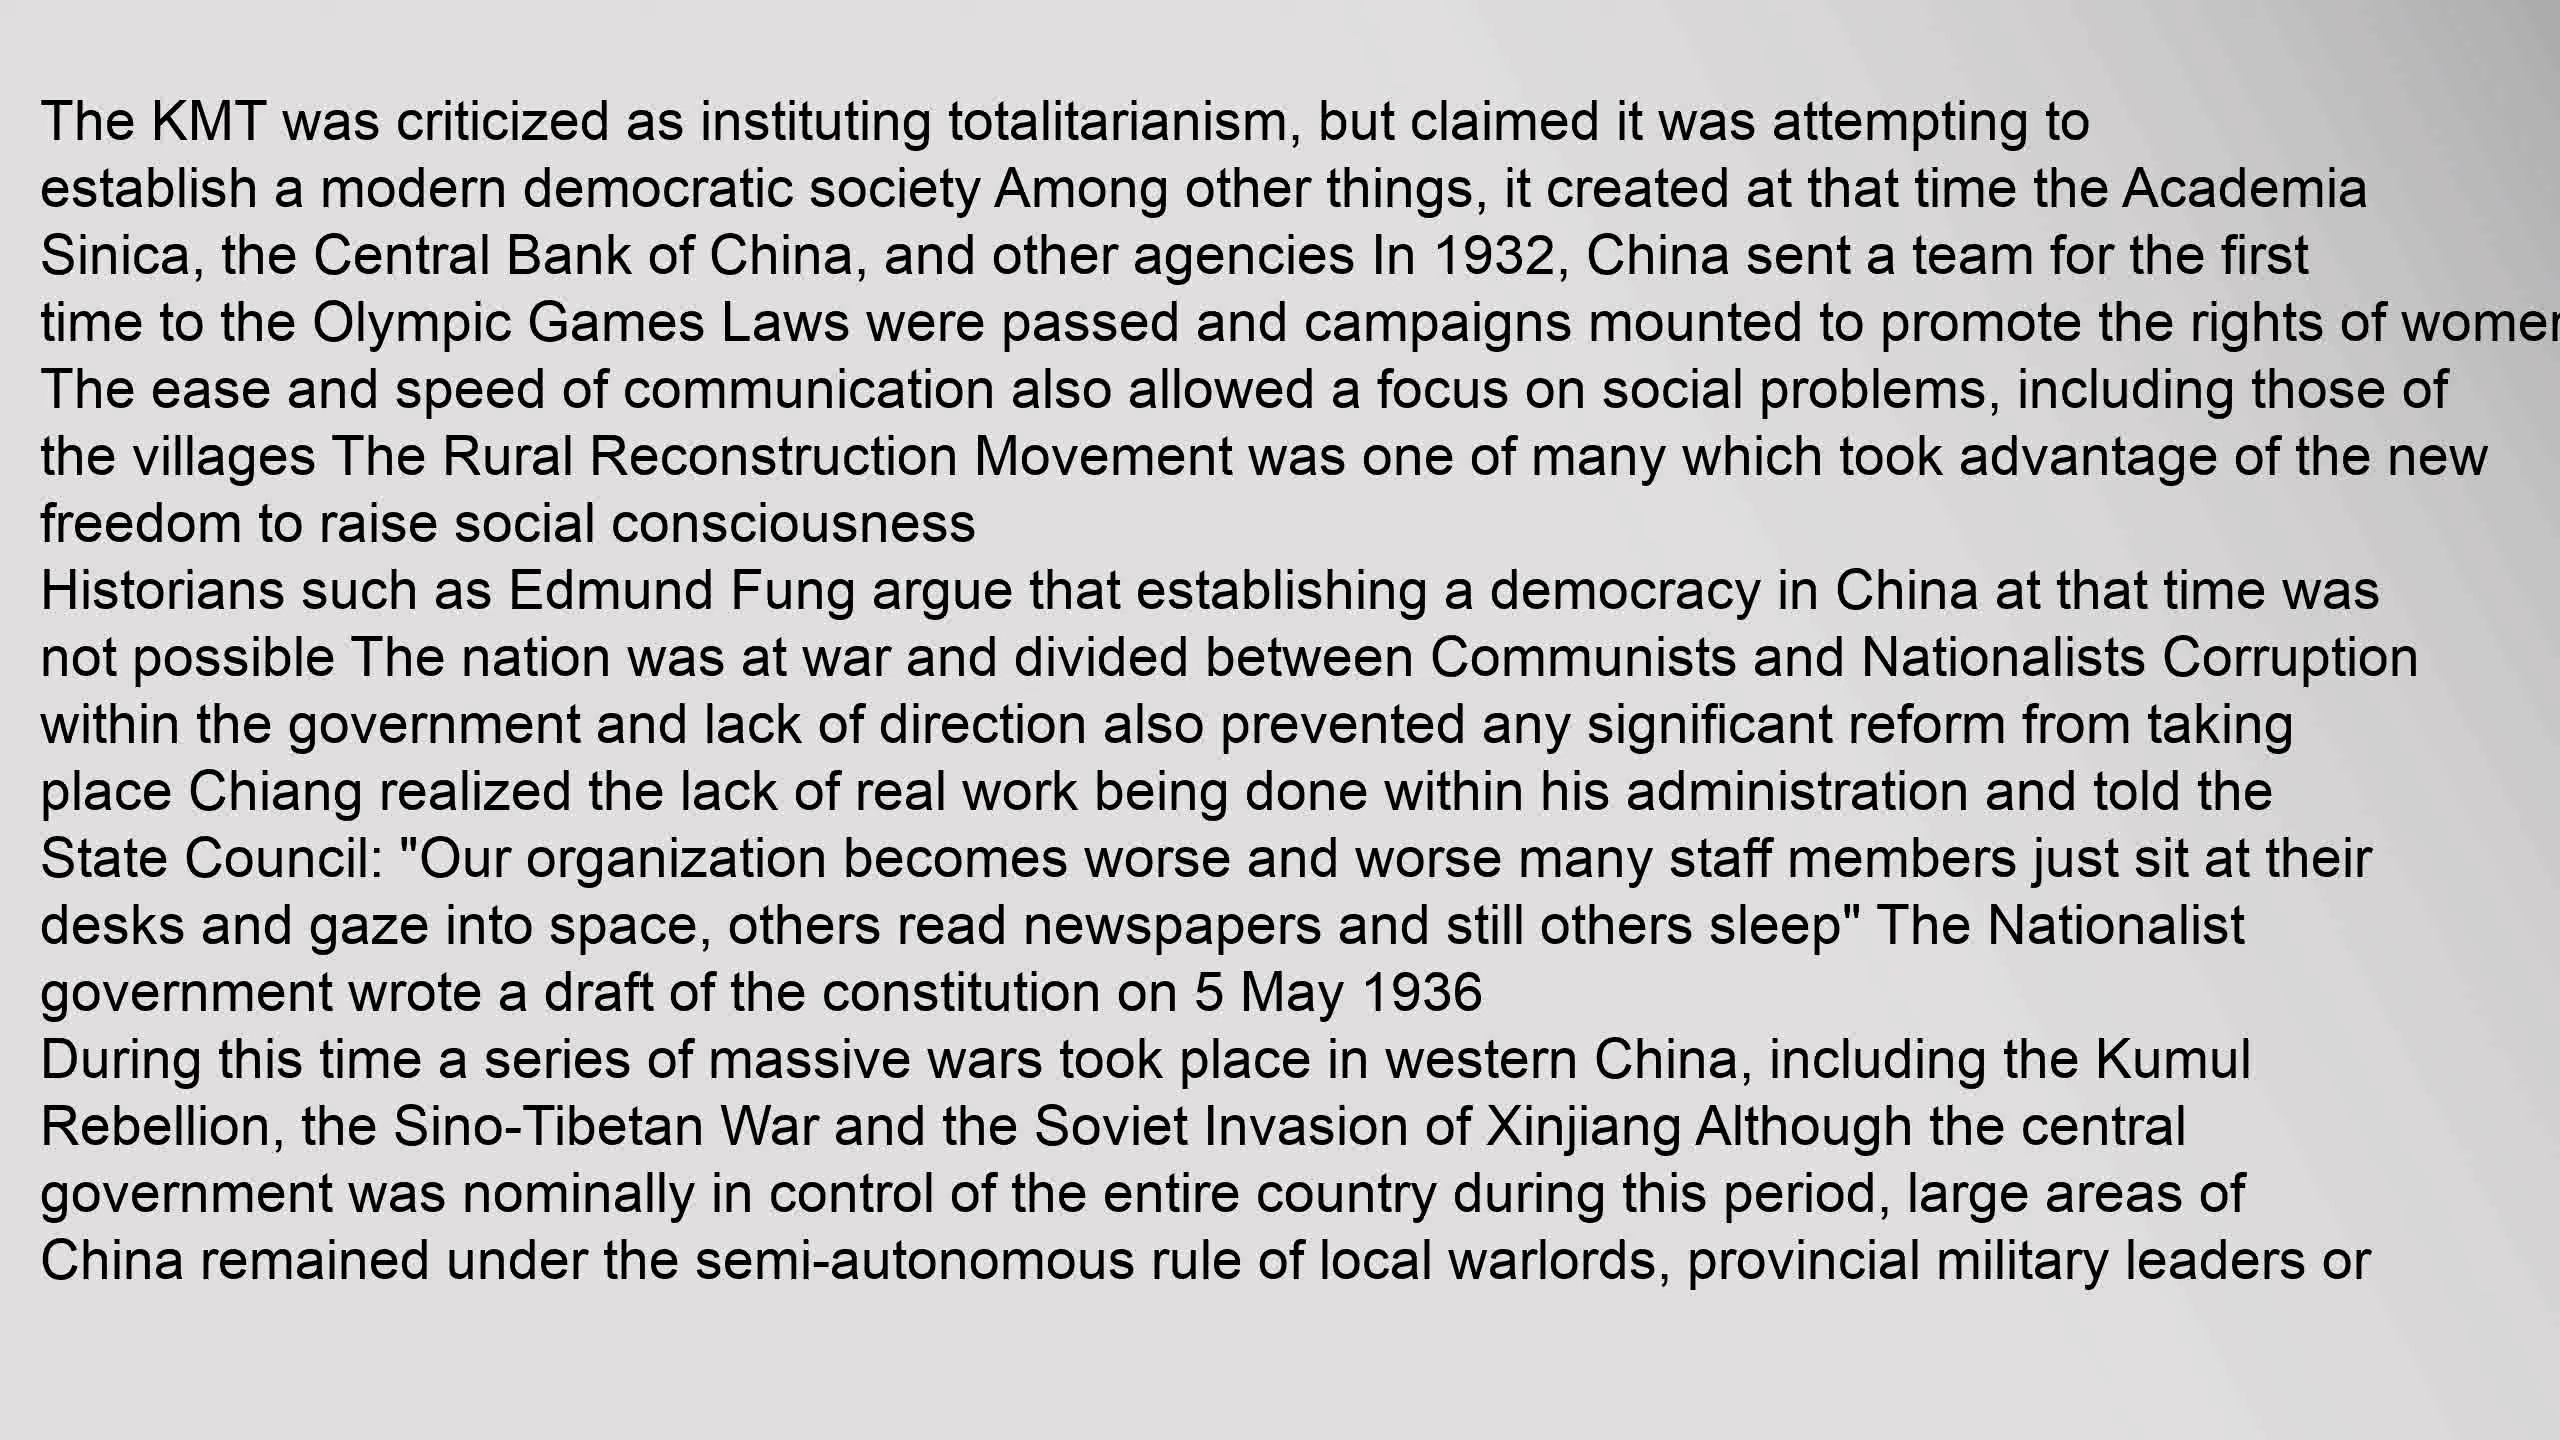 The KMT was criticized as instituting totalitarianism, but claimed it was attempting to
establish a modern democratic society Among other things, it created at that time the Academia
Sinica, the Central Bank of China, and other agencies In 1932, China sent a team for the first
time to the Olympic Games Laws were passed and campaigns mounted to promote the rights of women
The ease and speed of communication also allowed a focus on social problems, including those of
the villages The Rural Reconstruction Movement was one of many which took advantage of the new
freedom to raise social consciousness
Historians such as Edmund Fung argue that establishing a democracy in China at that time was
not possible The nation was at war and divided between Communists and Nationalists Corruption
within the government and lack of direction also prevented any significant reform from taking
place Chiang realized the lack of real work being done within his administration and told the
State Council: "Our organization becomes worse and worse many staff members just sit at their
desks and gaze into space, others read newspapers and still others sleep" The Nationalist
government wrote a draft of the constitution on 5 May 1936
During this time a series of massive wars took place in western China, including the Kumul
Rebellion, the Sino-Tibetan War and the Soviet Invasion of Xinjiang Although the central
government was nominally in control of the entire country during this period, large areas of
China remained under the semi-autonomous rule of local warlords, provincial military leaders or